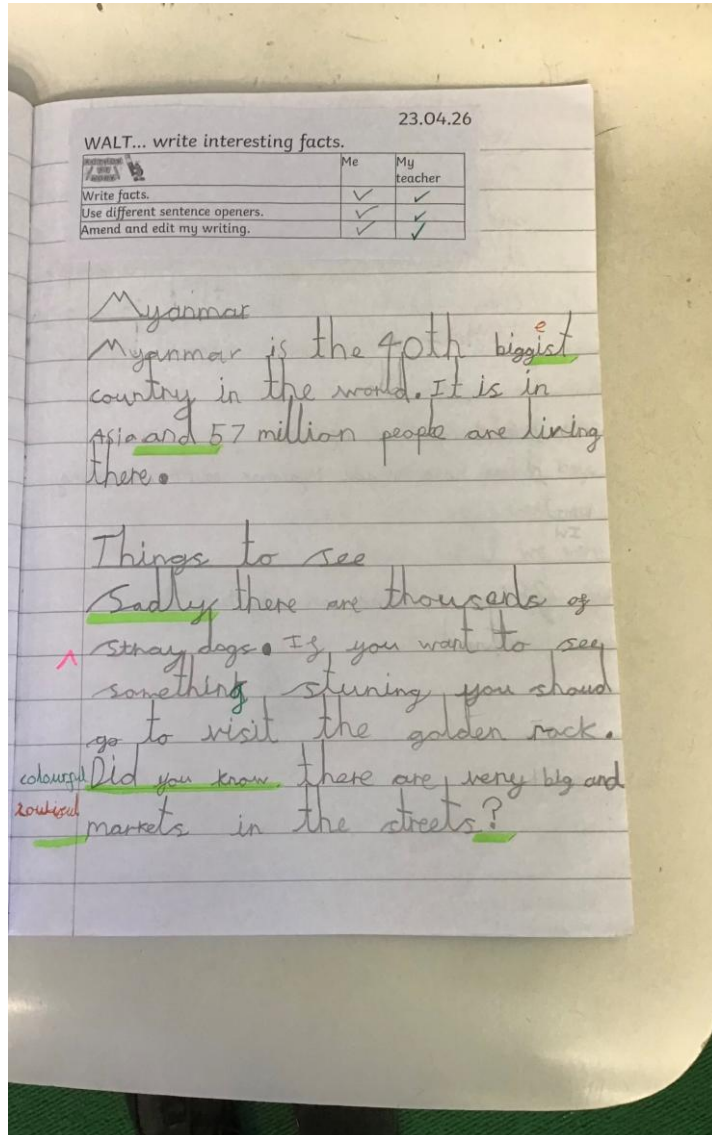 23.04.26
WALT... write interesting facts.
Me My
teacher
Write facts.
Use different sentence openers.
Amend and edit my writing.
Myanmar
e
Myanmar is the 40th biggist
country in the world. It is in
Asia and 57 million people are living
there.
Things to see
Sadly there are thousends of
stray dogs. If you want to see
something stuning you shoud
go to visit the golden rock.
colourful Did you know there are very big and
markets in the streets?